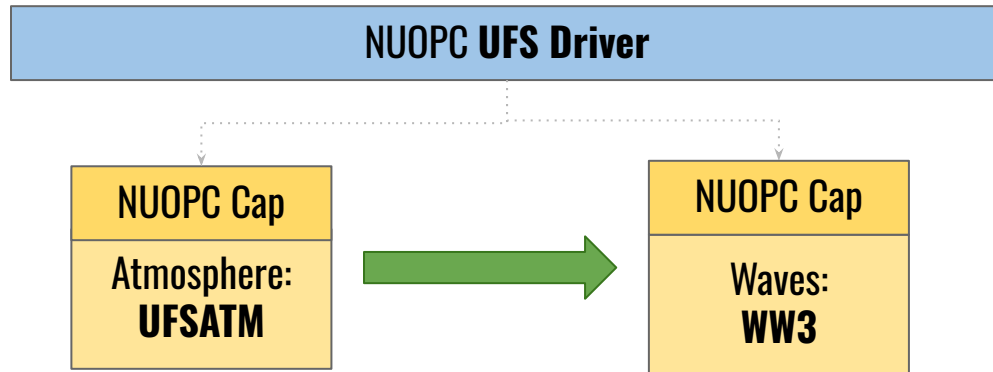 NUOPC UFS Driver
NUOPC Cap
Atmosphere:
UFSATM
NUOPC Cap
Waves:
WW3